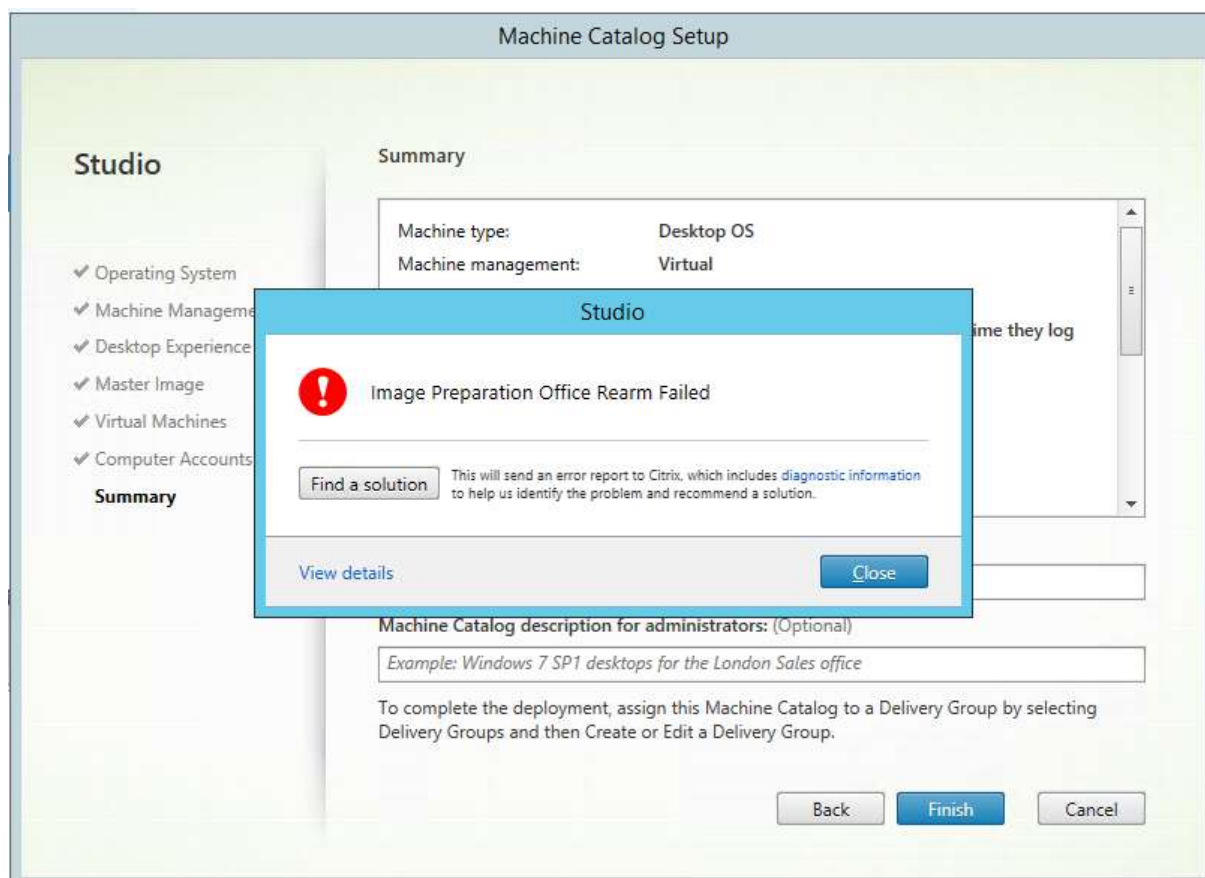 Machine Catalog Setup
Studio
Operating System
Machine Manageme
Desktop Experience
Master Image
Virtual Machines
Computer Accounts
Summary
Summary
Machine type: Desktop OS
Machine management: Virtual
ime they log
Studio
Image Preparation Office Rearm Failed
Find a solution
This will send an error report to Citrix, which includes diagnostic information
to help us identify the problem and recommend a solution.
View details
Close
Machine Catalog description for administrators: (Optional)
Example: Windows 7 SP1 desktops for the London Sales office
To complete the deployment, assign this Machine Catalog to a Delivery Group by selecting
Delivery Groups and then Create or Edit a Delivery Group.
Back
Finish
Cancel